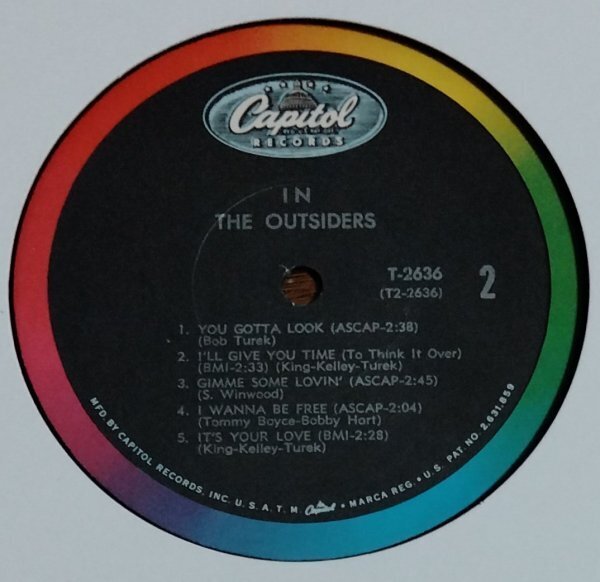 Capitol
RECORDS
IN
THE OUTSIDERS
T-2636
(T2-2636)
2
1. YOU GOTTA LOOK (ASCAP-2:38)
(Bob Turek)
2. I'LL GIVE YOU TIME (To Think It Over)
(BMI-2:33) (King-Kelley-Turek)
3. GIMME SOME LOVIN' (ASCAP-2:45)
(S. Winwood)
4. I WANNA BE FREE (ASCAP-2:04)
(Tommy Boyce-Bobby Hart)
5. IT'S YOUR LOVE (BMI-2:28)
(King-Kelley-Turek)
MFD. BY CAPITOL RECORDS, INC. U.S.A. T.M. Capitol • MARCA REG. • U.S. PAT. NO. 2,631,859